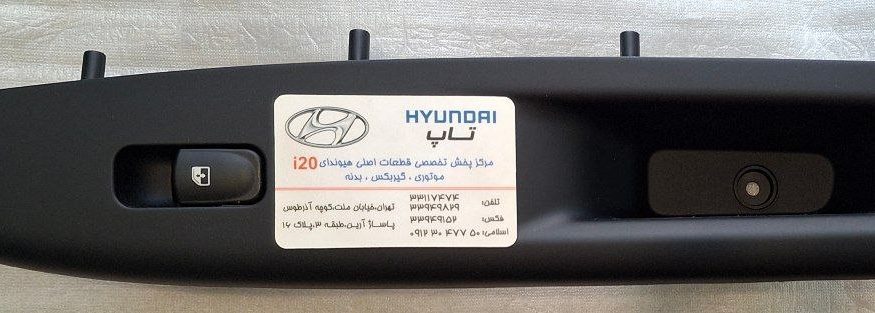 HYUNDAI
تاپ
مرکز پخش تخصصی قطعات اصلی هیوندای i20
موتوری ، گیربکس ، بدنه
تلفن: ۳۳۱۱۷۴۷۴
۳۳۹۴۹۸۲۹
فکس: ۳۳۹۴۹۱۵۲
اسلامی: ۰۹۱۲ ۳۰ ۴۷۷ ۵۰
تهران،خیابان ملت،کوچه آذرطوس
پاساژ آرین،طبقه ۳،پلاک ۱۶